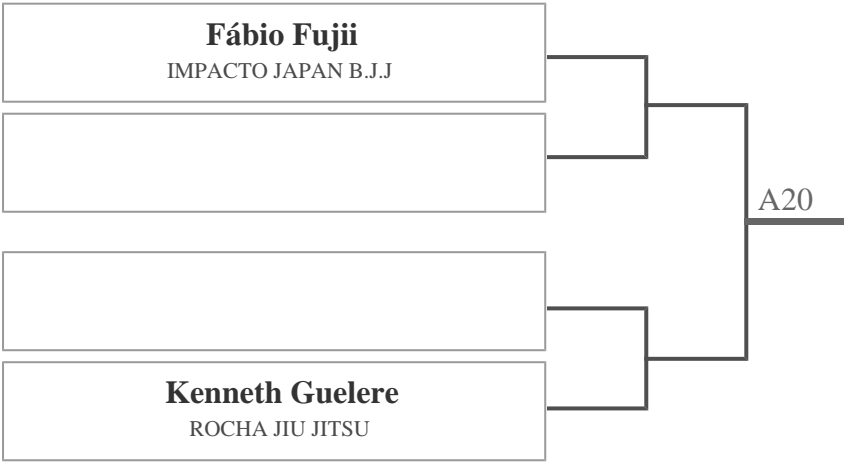 Fábio Fujii
IMPACTO JAPAN B.J.J
A20
Kenneth Guelere
ROCHA JIU JITSU